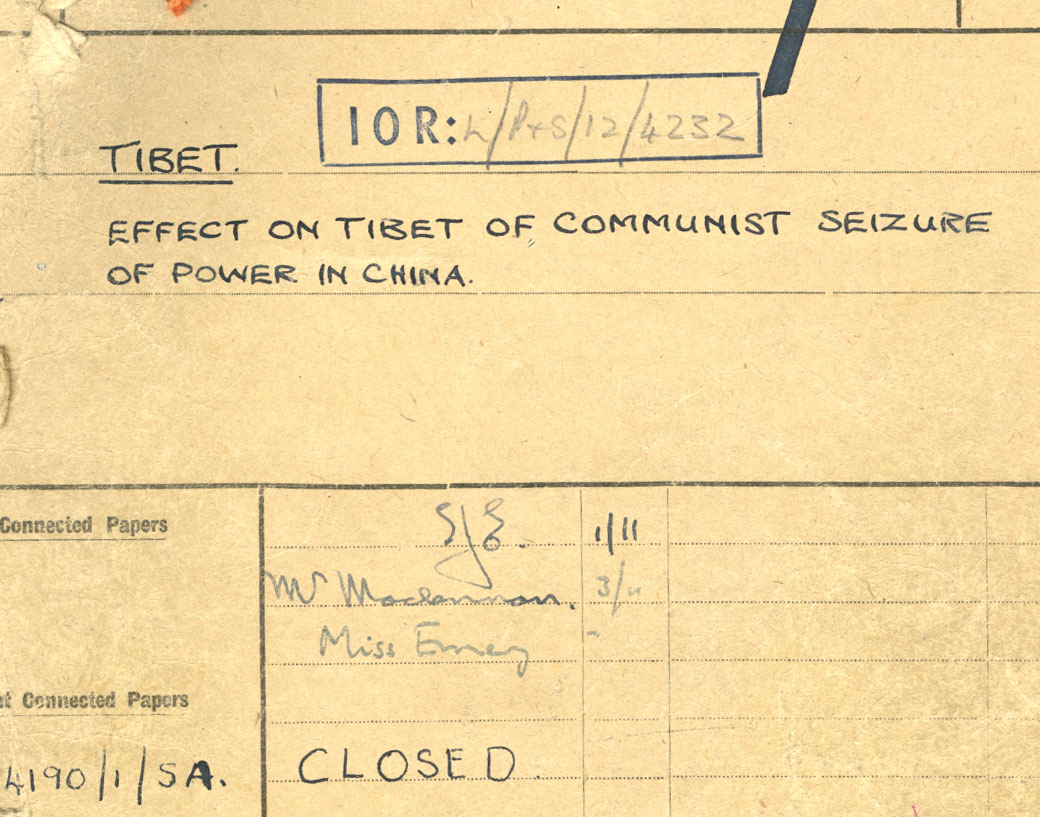 IOR: L/P+S/12/4232
TIBET.
EFFECT ON TIBET OF COMMUNIST SEIZURE
OF POWER IN CHINA.
Connected Papers
1/11
Mr Maclennan. 3/11
Miss Emery
Connected Papers
4190/1/SA.
CLOSED.